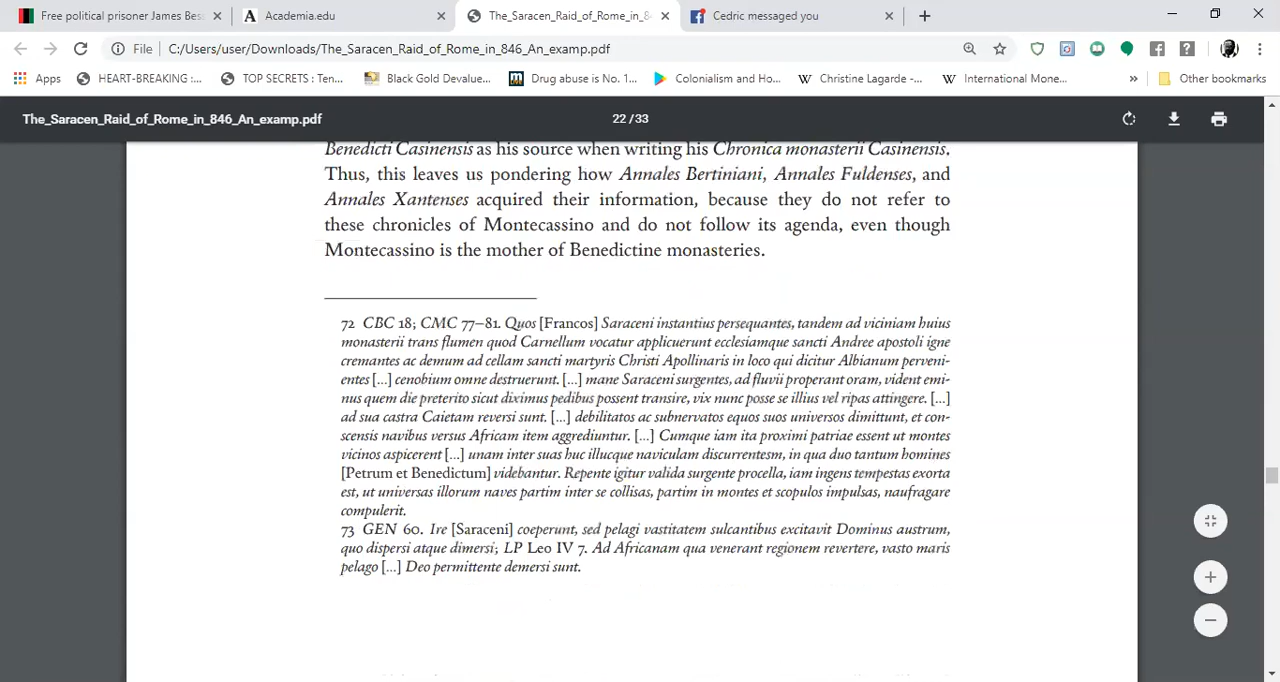 Free political prisoner James Bes
Academia.edu
The_Saracen_Raid_of_Rome_in_8
Cedric messaged you
File
C:/Users/user/Downloads/The_Saracen_Raid_of_Rome_in_846_An_examp.pdf
Apps
HEART-BREAKING :...
TOP SECRETS : Ten...
Black Gold Devalue...
Drug abuse is No. 1...
Colonialism and Ho...
Christine Lagarde -...
International Mone...
»
Other bookmarks
The_Saracen_Raid_of_Rome_in_846_An_examp.pdf
22 / 33
Benedicti Casinensis as his source when writing his Chronica monasterii Casinensis.
Thus, this leaves us pondering how Annales Bertiniani, Annales Fuldenses, and
Annales Xantenses acquired their information, because they do not refer to
these chronicles of Montecassino and do not follow its agenda, even though
Montecassino is the mother of Benedictine monasteries.
72 CBC 18; CMC 77–81. Quos [Francos] Saraceni instantius persequantes, tandem ad viciniam huius
monasterii trans flumen quod Carnellum vocatur applicuerunt ecclesiamque sancti Andree apostoli igne
cremantes ac demum ad cellam sancti martyris Christi Apollinaris in loco qui dicitur Albianum perveni-
entes [...] cenobium omne destruerunt. [...] mane Saraceni surgentes, ad fluvii properant oram, vident emi-
nus quem die preterito sicut diximus pedibus possent transire, vix nunc posse se illius vel ripas attingere. [...]
ad sua castra Caietam reversi sunt. [...] debilitatos ac subnervatos equos suos universos dimittunt, et con-
scensis navibus versus Africam item aggrediuntur. [...] Cumque iam ita proximi patriae essent ut montes
vicinos aspicerent [...] unam inter suas huc illucque naviculam discurrentesm, in qua duo tantum homines
[Petrum et Benedictum] videbantur. Repente igitur valida surgente procella, iam ingens tempestas exorta
est, ut universas illorum naves partim inter se collisas, partim in montes et scopulos impulsas, naufragare
compulerit.
73 GEN 60. Ire [Saraceni] coeperunt, sed pelagi vastitatem sulcantibus excitavit Dominus austrum,
quo dispersi atque dimersi; LP Leo IV 7. Ad Africanam qua venerant regionem revertere, vasto maris
pelago [...] Deo permittente demersi sunt.